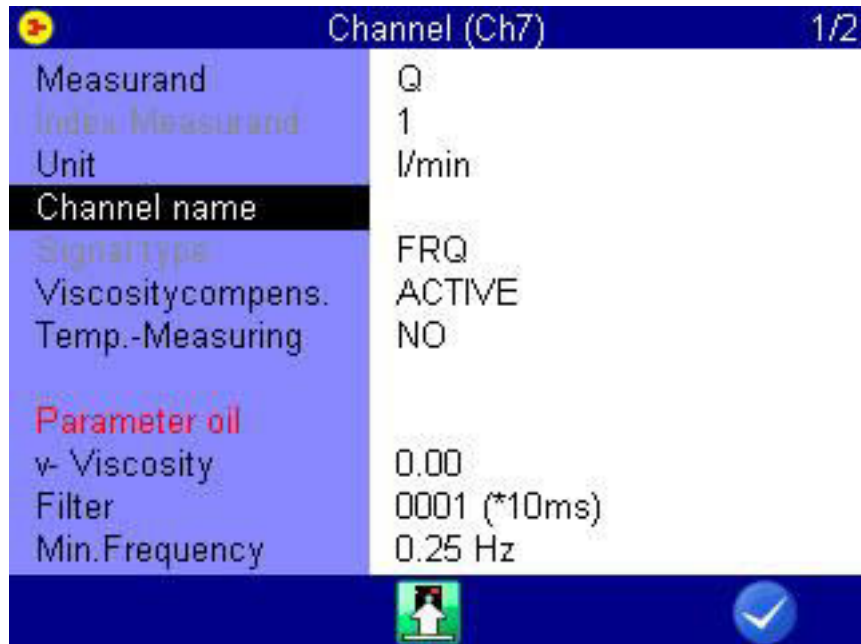 Channel (Ch7) 1/2
Measurand Q
Index Measurand 1
Unit l/min
Channel name
Signal type FRQ
Viscositycompens. ACTIVE
Temp.-Measuring NO
Parameter oil
v- Viscosity 0.00
Filter 0001 (*10ms)
Min.Frequency 0.25 Hz